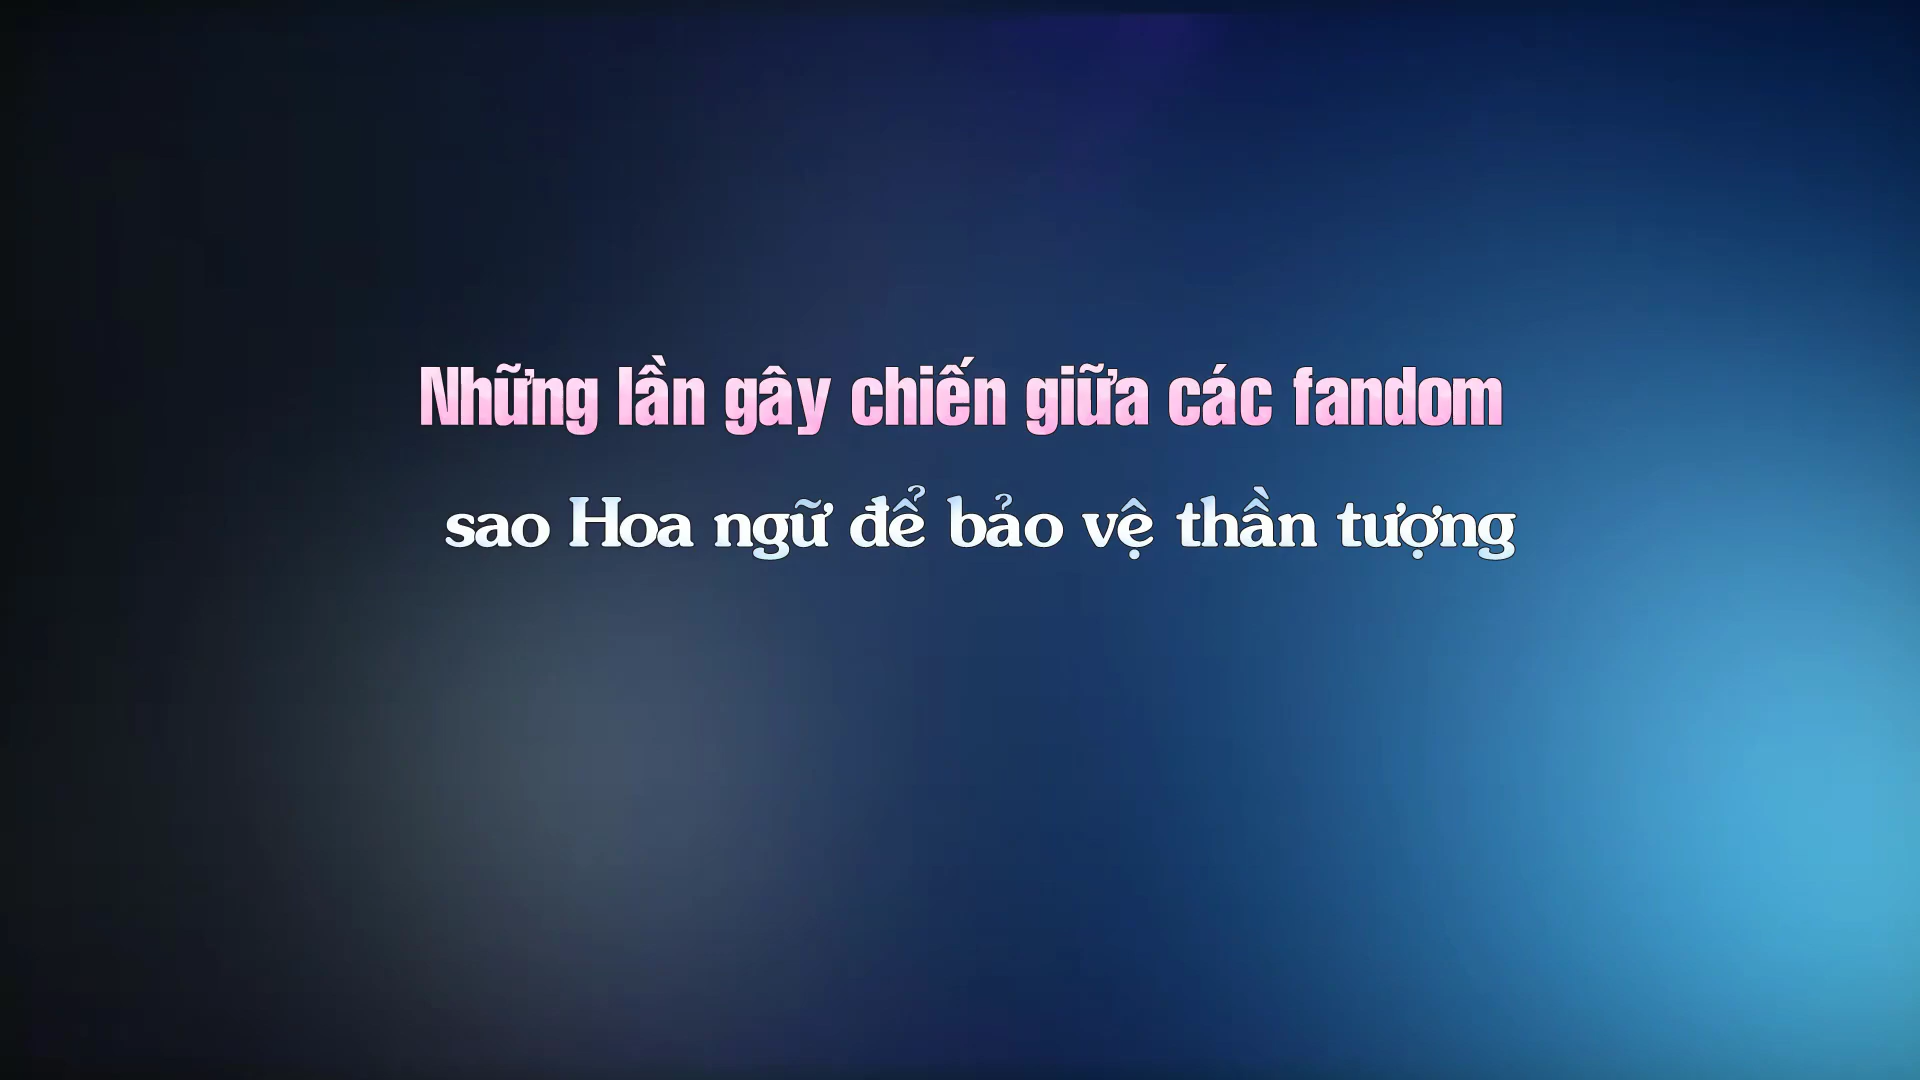 Những lần gây chiến giữa các fandom
sao Hoa ngữ để bảo vệ thần tượng